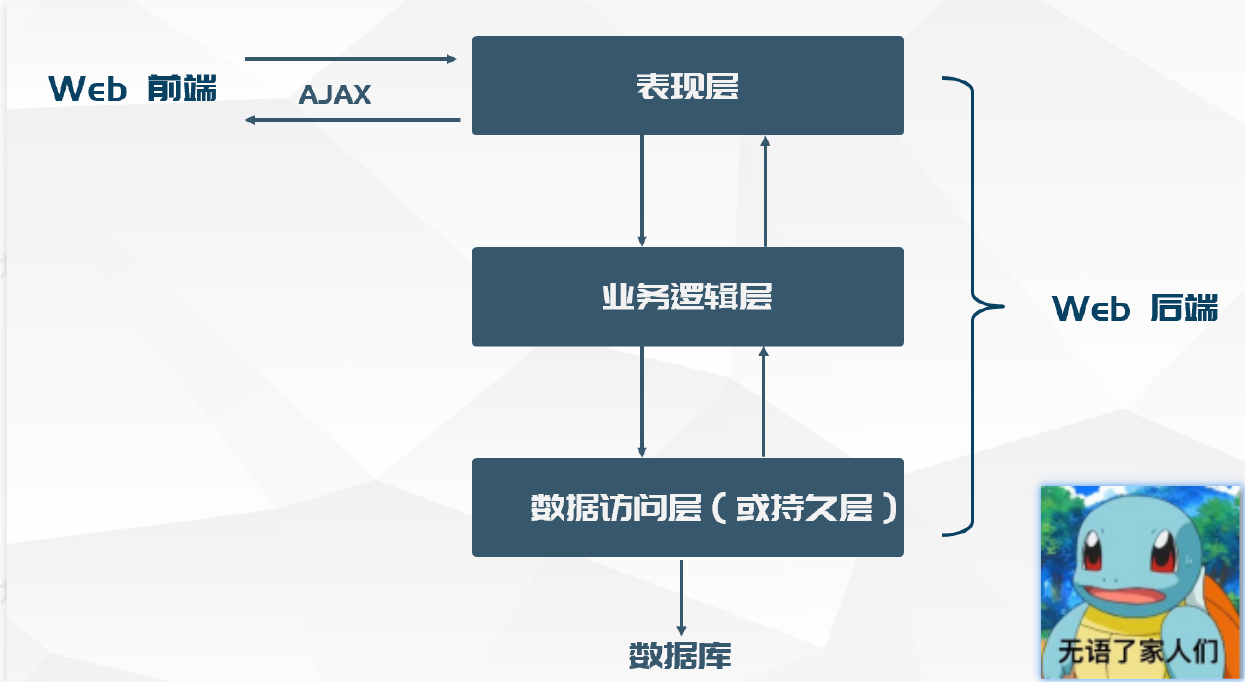 表现层
Web 前端
AJAX
业务逻辑层
Web 后端
数据访问层（或持久层）
数据库
无语了家人们